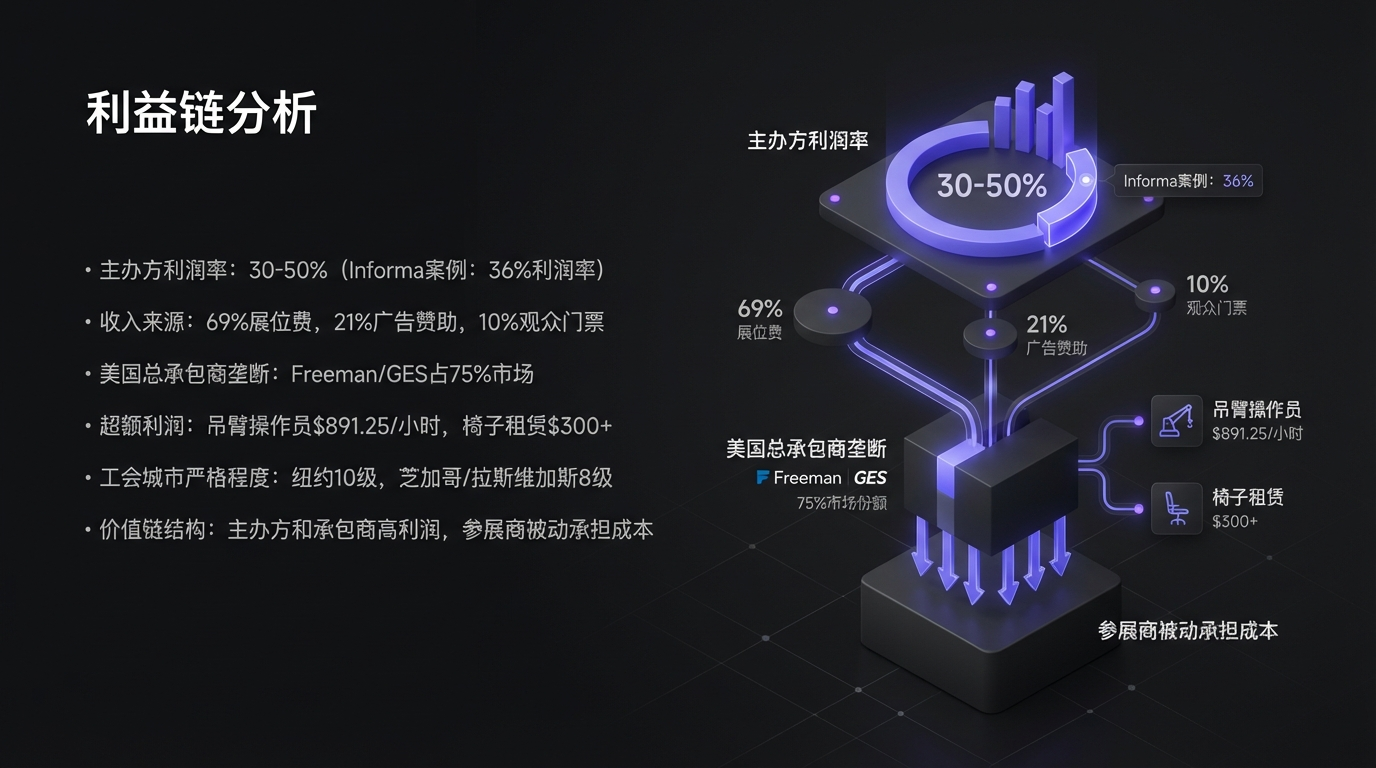 利益链分析
• 主办方利润率：30-50%（Informa案例：36%利润率）
• 收入来源：69%展位费，21%广告赞助，10%观众门票
• 美国总承包商垄断：Freeman/GES占75%市场
• 超额利润：吊臂操作员$891.25/小时，椅子租赁$300+
• 工会城市严格程度：纽约10级，芝加哥/拉斯维加斯8级
• 价值链结构：主办方和承包商高利润，参展商被动承担成本
主办方利润率
30-50%
Informa案例：36%
69%
展位费
21%
广告赞助
10%
观众门票
美国总承包商垄断
Freeman | GES
75%市场份额
吊臂操作员
$891.25/小时
椅子租赁
$300+
参展商被动承担成本